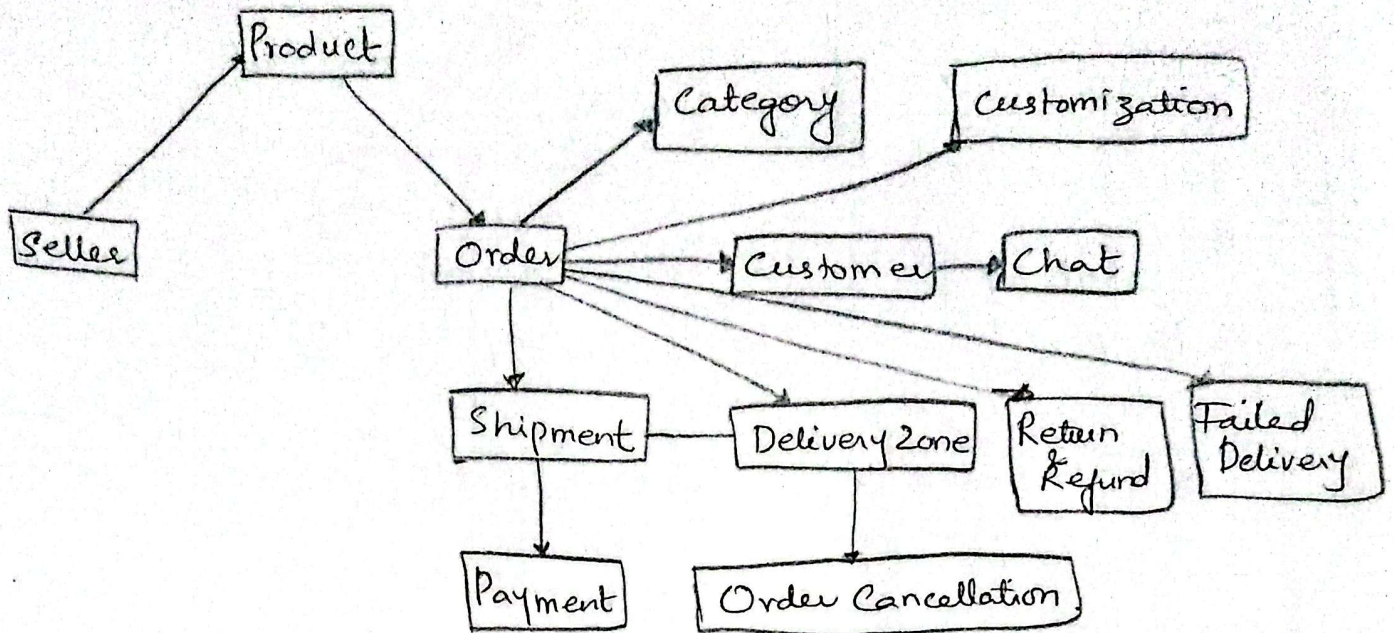 Product
Category
Customization
Seller
Order
Customer
Chat
Shipment
Delivery Zone
Return
&
Refund
Failed
Delivery
Payment
Order Cancellation